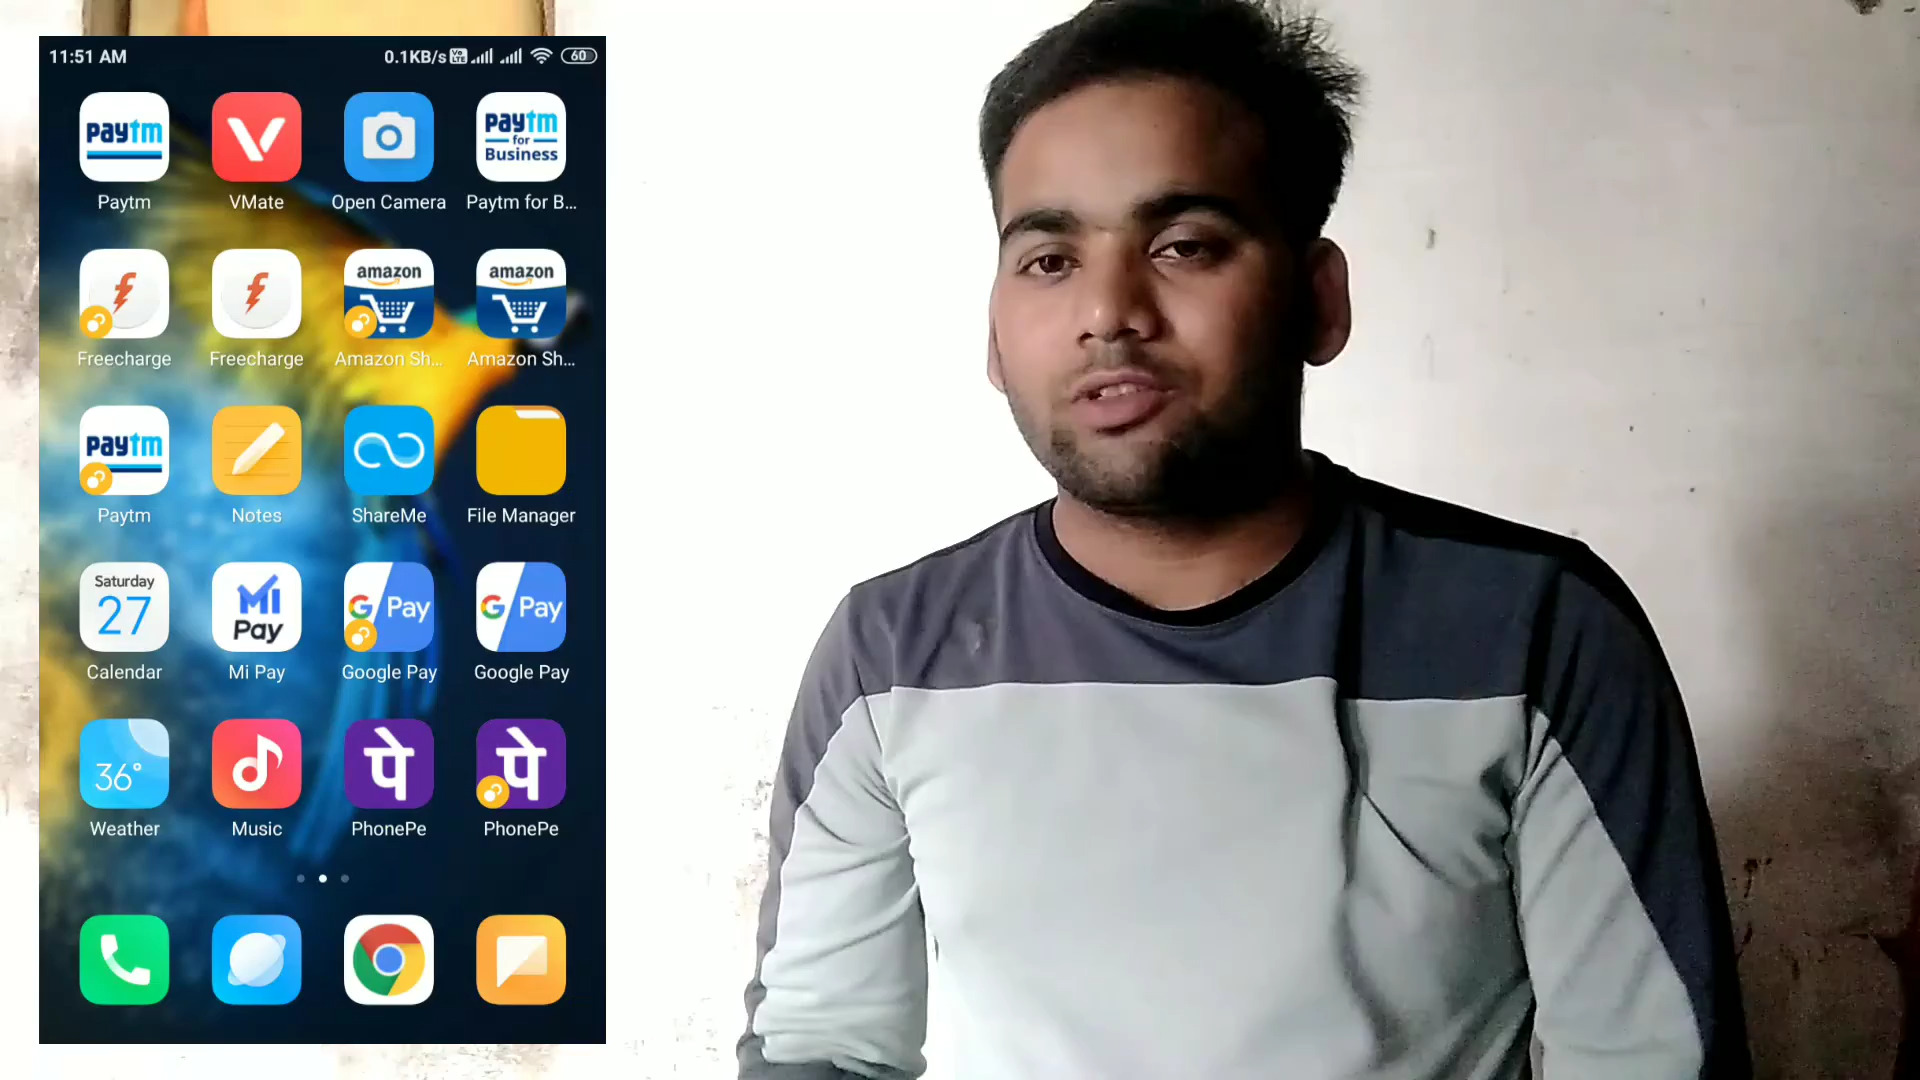 11:51 AM 0.1KB/s Vo LTE 60
paytm
paytm
for
Business
Paytm VMate Open Camera Paytm for B...
amazon amazon
Freecharge Freecharge Amazon Sh... Amazon Sh...
paytm
Paytm Notes ShareMe File Manager
Saturday
27
Mi
Pay
G Pay G Pay
Calendar Mi Pay Google Pay Google Pay
36°
पे पे
Weather Music PhonePe PhonePe